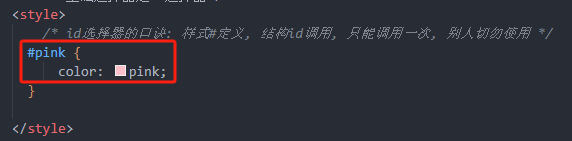 <style>
/* id选择器的口诀: 样式#定义, 结构id调用, 只能调用一次, 别人切勿使用 */
#pink {
color: pink;
}
</style>